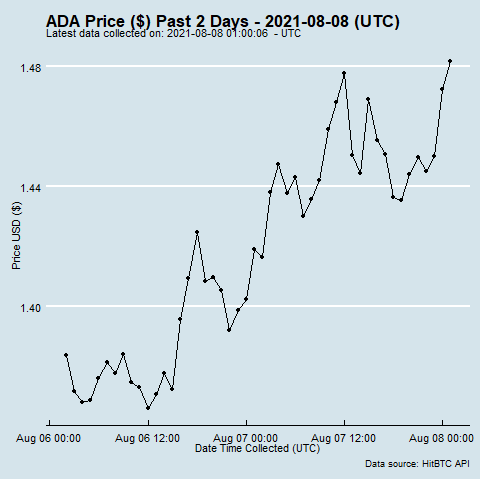 ADA Price ($) Past 2 Days - 2021-08-08 (UTC)
Latest data collected on: 2021-08-08 01:00:06 - UTC
1.48
1.44
1.40
Price USD ($)
Aug 06 00:00 Aug 06 12:00 Aug 07 00:00 Aug 07 12:00 Aug 08 00:00
Date Time Collected (UTC)
Data source: HitBTC API